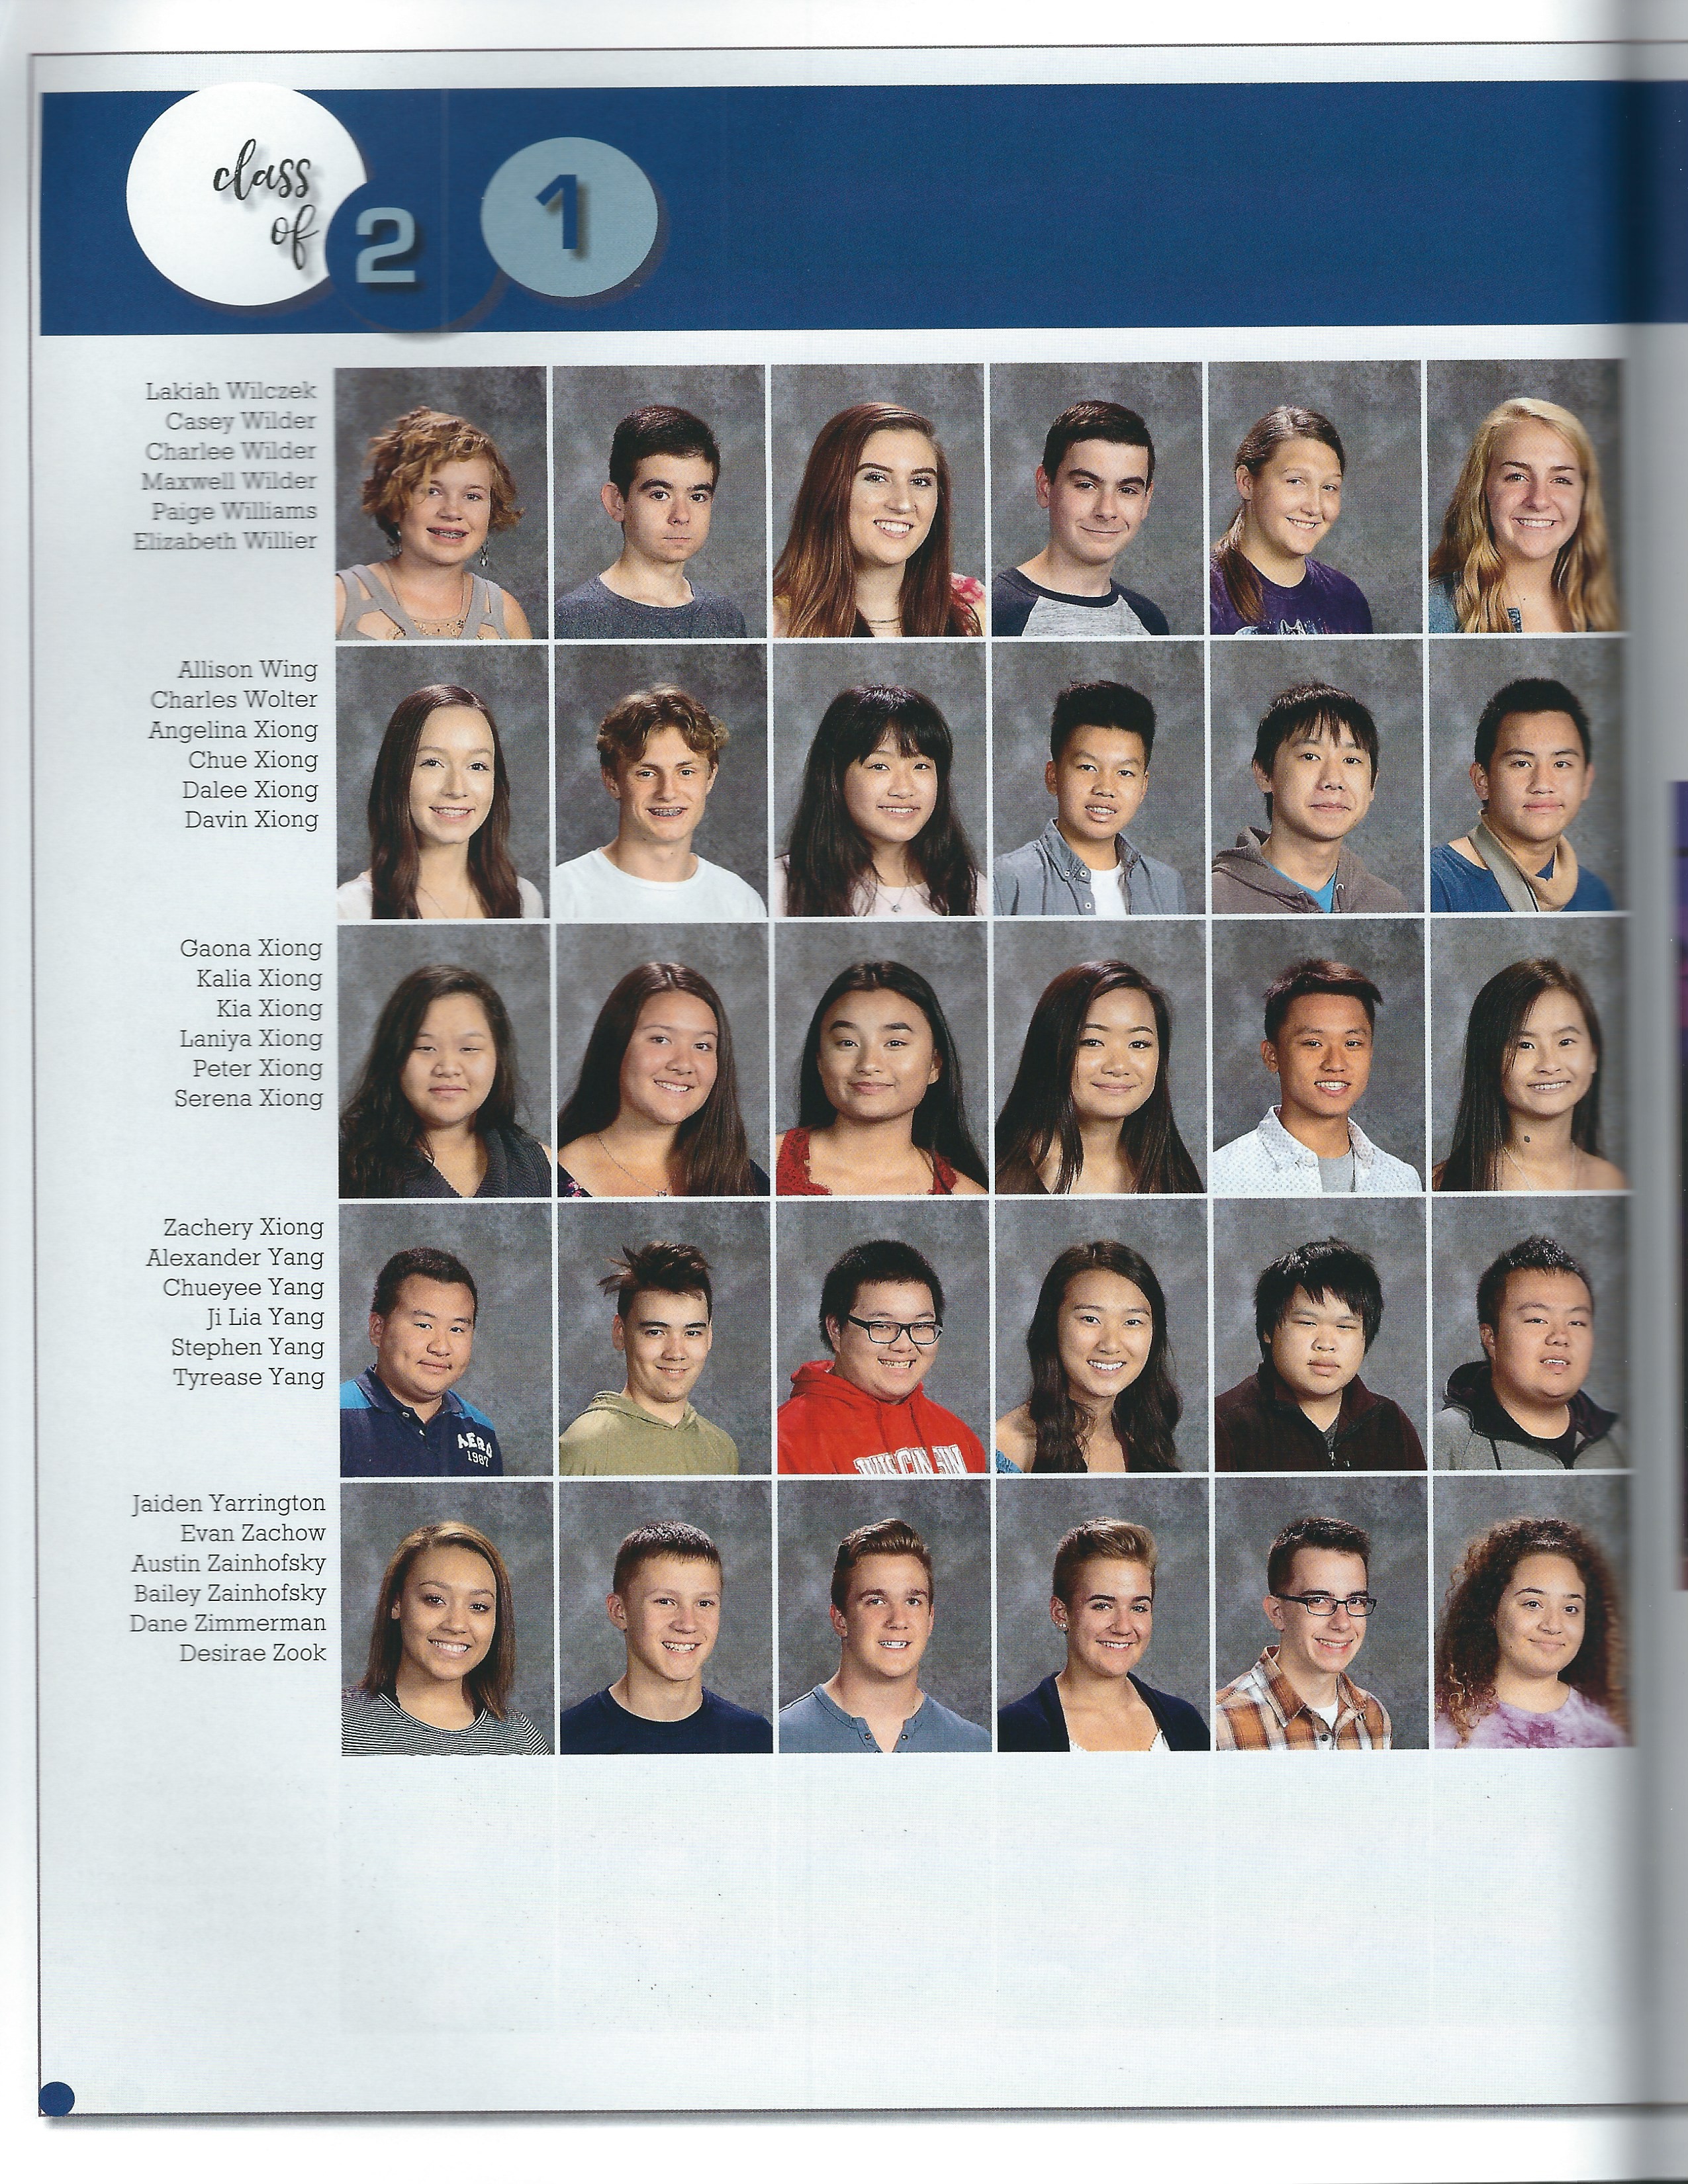 class
of
2 1
Lakiah Wilczek
Casey Wilder
Charlee Wilder
Maxwell Wilder
Paige Williams
Elizabeth Willier
Allison Wing
Charles Wolter
Angelina Xiong
Chue Xiong
Dalee Xiong
Davin Xiong
Gaona Xiong
Kalia Xiong
Kia Xiong
Laniya Xiong
Peter Xiong
Serena Xiong
Zachery Xiong
Alexander Yang
Chueyee Yang
Ji Lia Yang
Stephen Yang
Tyrease Yang
AERO
1987
Jaiden Yarrington
Evan Zachow
Austin Zainhofsky
Bailey Zainhofsky
Dane Zimmerman
Desirae Zook